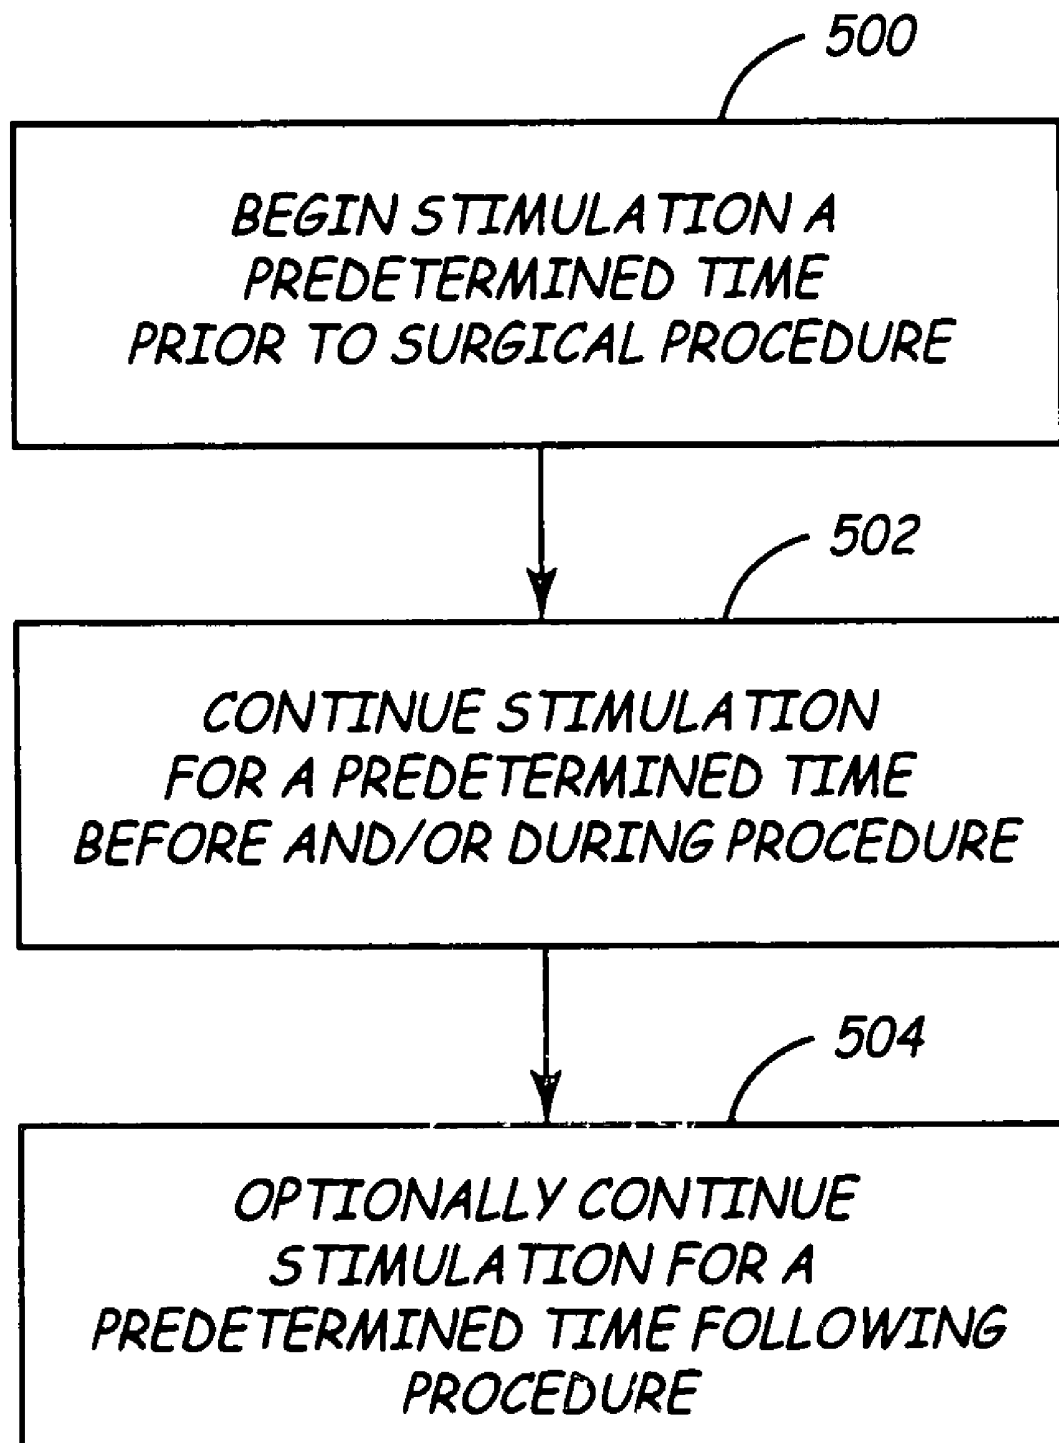 500
BEGIN STIMULATION A
PREDETERMINED TIME
PRIOR TO SURGICAL PROCEDURE
502
CONTINUE STIMULATION
FOR A PREDETERMINED TIME
BEFORE AND/OR DURING PROCEDURE
504
OPTIONALLY CONTINUE
STIMULATION FOR A
PREDETERMINED TIME FOLLOWING
PROCEDURE